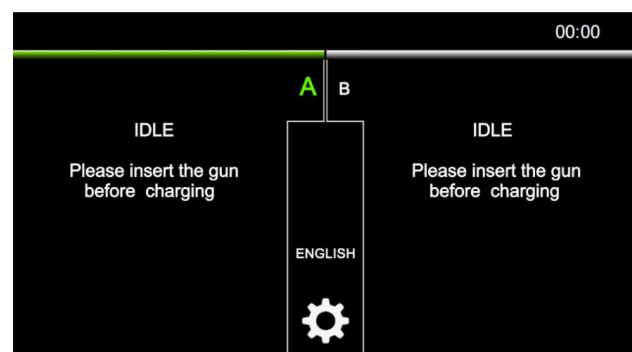 00:00
A
B
IDLE
Please insert the gun
before charging
ENGLISH
IDLE
Please insert the gun
before charging